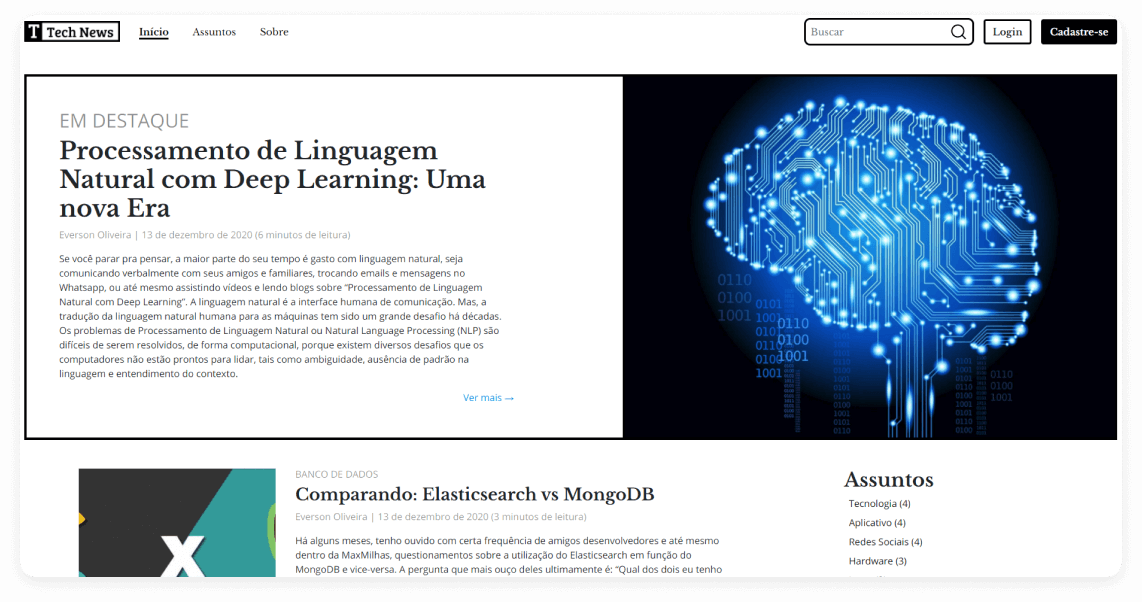 T Tech News
Início
Assuntos
Sobre
Buscar
Login
Cadastre-se
EM DESTAQUE
Processamento de Linguagem
Natural com Deep Learning: Uma
nova Era
Everson Oliveira | 13 de dezembro de 2020 (6 minutos de leitura)
Se você parar pra pensar, a maior parte do seu tempo é gasto com linguagem natural, seja
comunicando verbalmente com seus amigos e familiares, trocando emails e mensagens no
Whatsapp, ou até mesmo assistindo vídeos e lendo blogs sobre “Processamento de Linguagem
Natural com Deep Learning”. A linguagem natural é a interface humana de comunicação. Mas, a
tradução da linguagem natural humana para as máquinas tem sido um grande desafio há décadas.
Os problemas de Processamento de Linguagem Natural ou Natural Language Processing (NLP) são
difíceis de serem resolvidos, de forma computacional, porque existem diversos desafios que os
computadores não estão prontos para lidar, tais como ambiguidade, ausência de padrão na
linguagem e entendimento do contexto.
Ver mais →
0110
0100
1001
0101
0110
0100
1001
1001
0110
0100
1001
X
BANCO DE DADOS
Comparando: Elasticsearch vs MongoDB
Everson Oliveira | 13 de dezembro de 2020 (3 minutos de leitura)
Há alguns meses, tenho ouvido com certa frequência de amigos desenvolvedores e até mesmo
dentro da MaxMilhas, questionamentos sobre a utilização do Elasticsearch em função do
MongoDB e vice-versa. A pergunta que mais ouço deles ultimamente é: “Qual dos dois eu tenho
Assuntos
Tecnologia (4)
Aplicativo (4)
Redes Sociais (4)
Hardware (3)